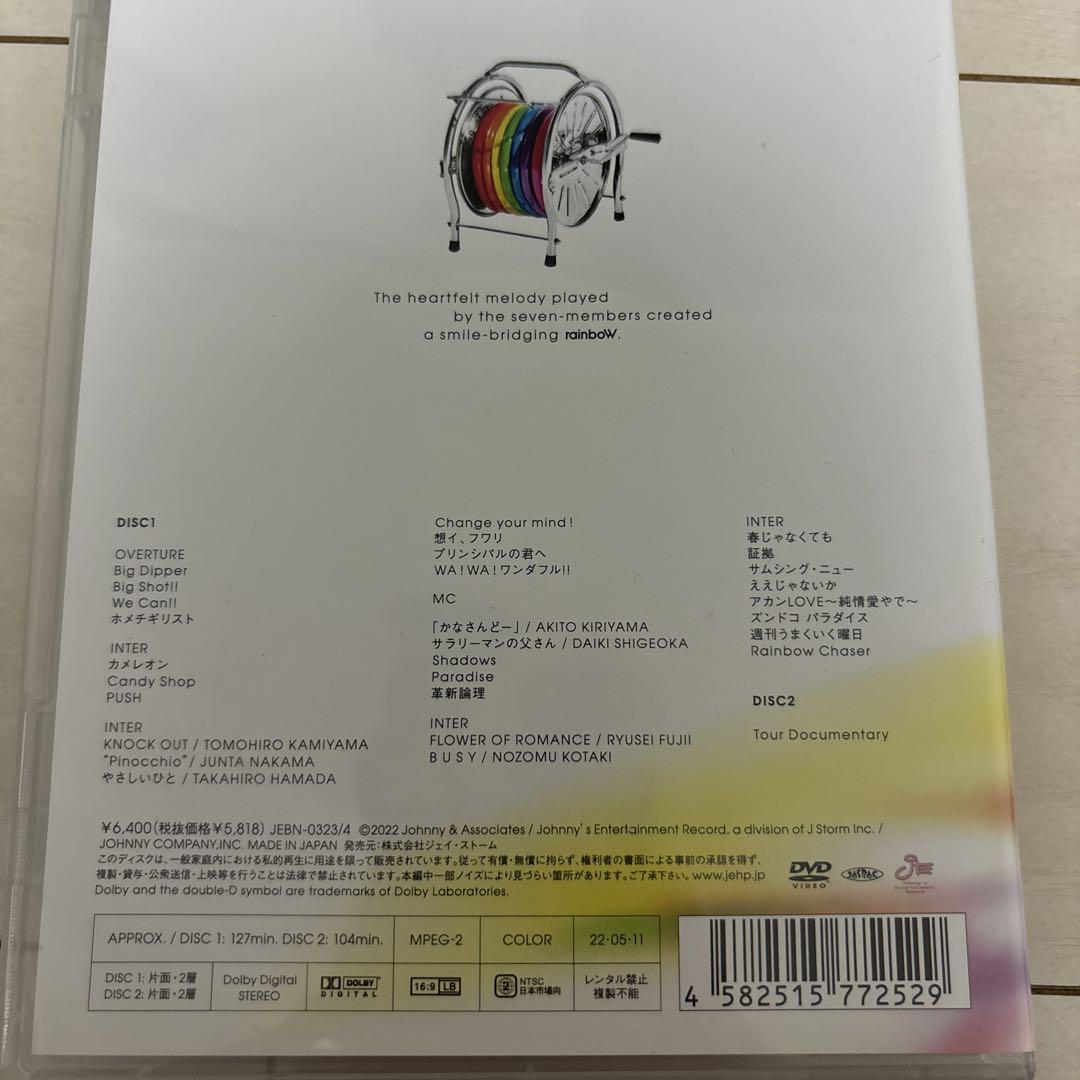 The heartfelt melody played
by the seven-members created
a smile-bridging rainboW.
DISC1
OVERTURE
Big Dipper
Big Shot!!
We Can!!
ホメチギリスト
INTER
カメレオン
Candy Shop
PUSH
INTER
KNOCK OUT / TOMOHIRO KAMIYAMA
"Pinocchio" / JUNTA NAKAMA
やさしいひと / TAKAHIRO HAMADA
Change your mind!
想イ、フワリ
プリンシパルの君へ
WA!WA!ワンダフル!!
MC
「かなさんどー」/ AKITO KIRIYAMA
サラリーマンの父さん / DAIKI SHIGEOKA
Shadows
Paradise
革新論理
INTER
FLOWER OF ROMANCE / RYUSEI FUJII
B U S Y / NOZOMU KOTAKI
INTER
春じゃなくても
証拠
サムシング・ニュー
ええじゃないか
アカンLOVE〜純情愛やで〜
ズンドコ パラダイス
週刊うまくいく曜日
Rainbow Chaser
DISC2
Tour Documentary
¥6,400(税抜価格¥5,818) JEBN-0323/4 ©2022 Johnny & Associates / Johnny's Entertainment Record, a division of J Storm Inc. /
JOHNNY COMPANY,INC. MADE IN JAPAN 発売元:株式会社ジェイ・ストーム
このディスクは、一般家庭内における私的再生に用途を限って販売されています。従って有償・無償に拘らず、権利者の書面による事前の承認を得ず、
複製・貸与・公衆送信・上映等を行うことは法律で禁止されています。本編中一部ノイズにより見づらい箇所があります。ご了承下さい。www.jehp.jp
Dolby and the double-D symbol are trademarks of Dolby Laboratories.
DVD
VIDEO
JASRAC
Johnny's
Entertainment
Record
APPROX. / DISC 1: 127min. DISC 2: 104min.
MPEG-2
COLOR
22·05·11
DISC 1: 片面・2層
DISC 2: 片面・2層
Dolby Digital
STEREO
DOLBY
DIGITAL
16:9 LB
2
NTSC
日本市場向
レンタル禁止
複製不能
4 582515 772529